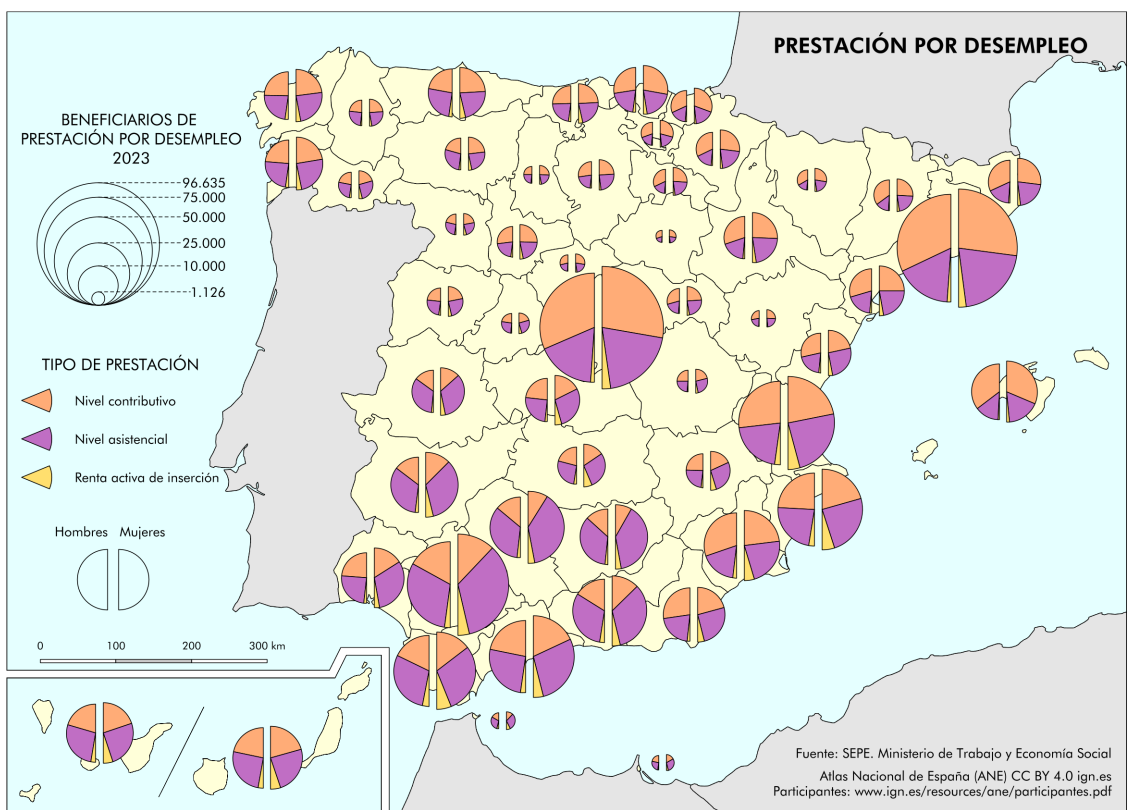 PRESTACIÓN POR DESEMPLEO
BENEFICIARIOS DE
PRESTACIÓN POR DESEMPLEO
2023
96.635
75.000
50.000
25.000
10.000
1.126
TIPO DE PRESTACIÓN
Nivel contributivo
Nivel asistencial
Renta activa de inserción
Hombres Mujeres
0 100 200 300 km
Fuente: SEPE. Ministerio de Trabajo y Economía Social
Atlas Nacional de España (ANE) CC BY 4.0 ign.es
Participantes: www.ign.es/resources/ane/participantes.pdf